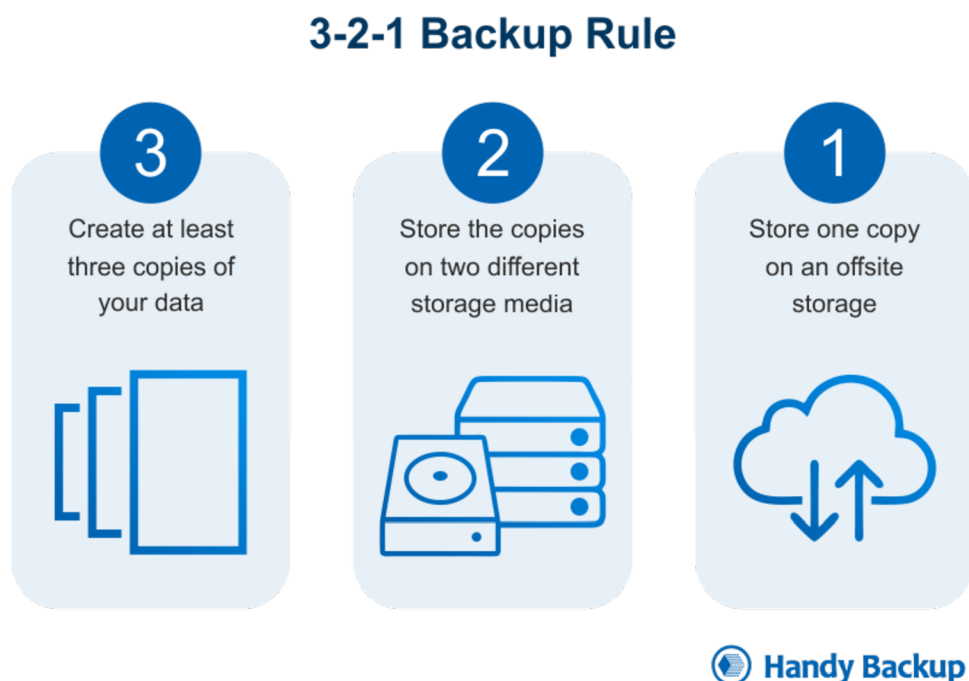 3-2-1 Backup Rule
3
Create at least
three copies of
your data
2
Store the copies
on two different
storage media
1
Store one copy
on an offsite
storage
Handy Backup